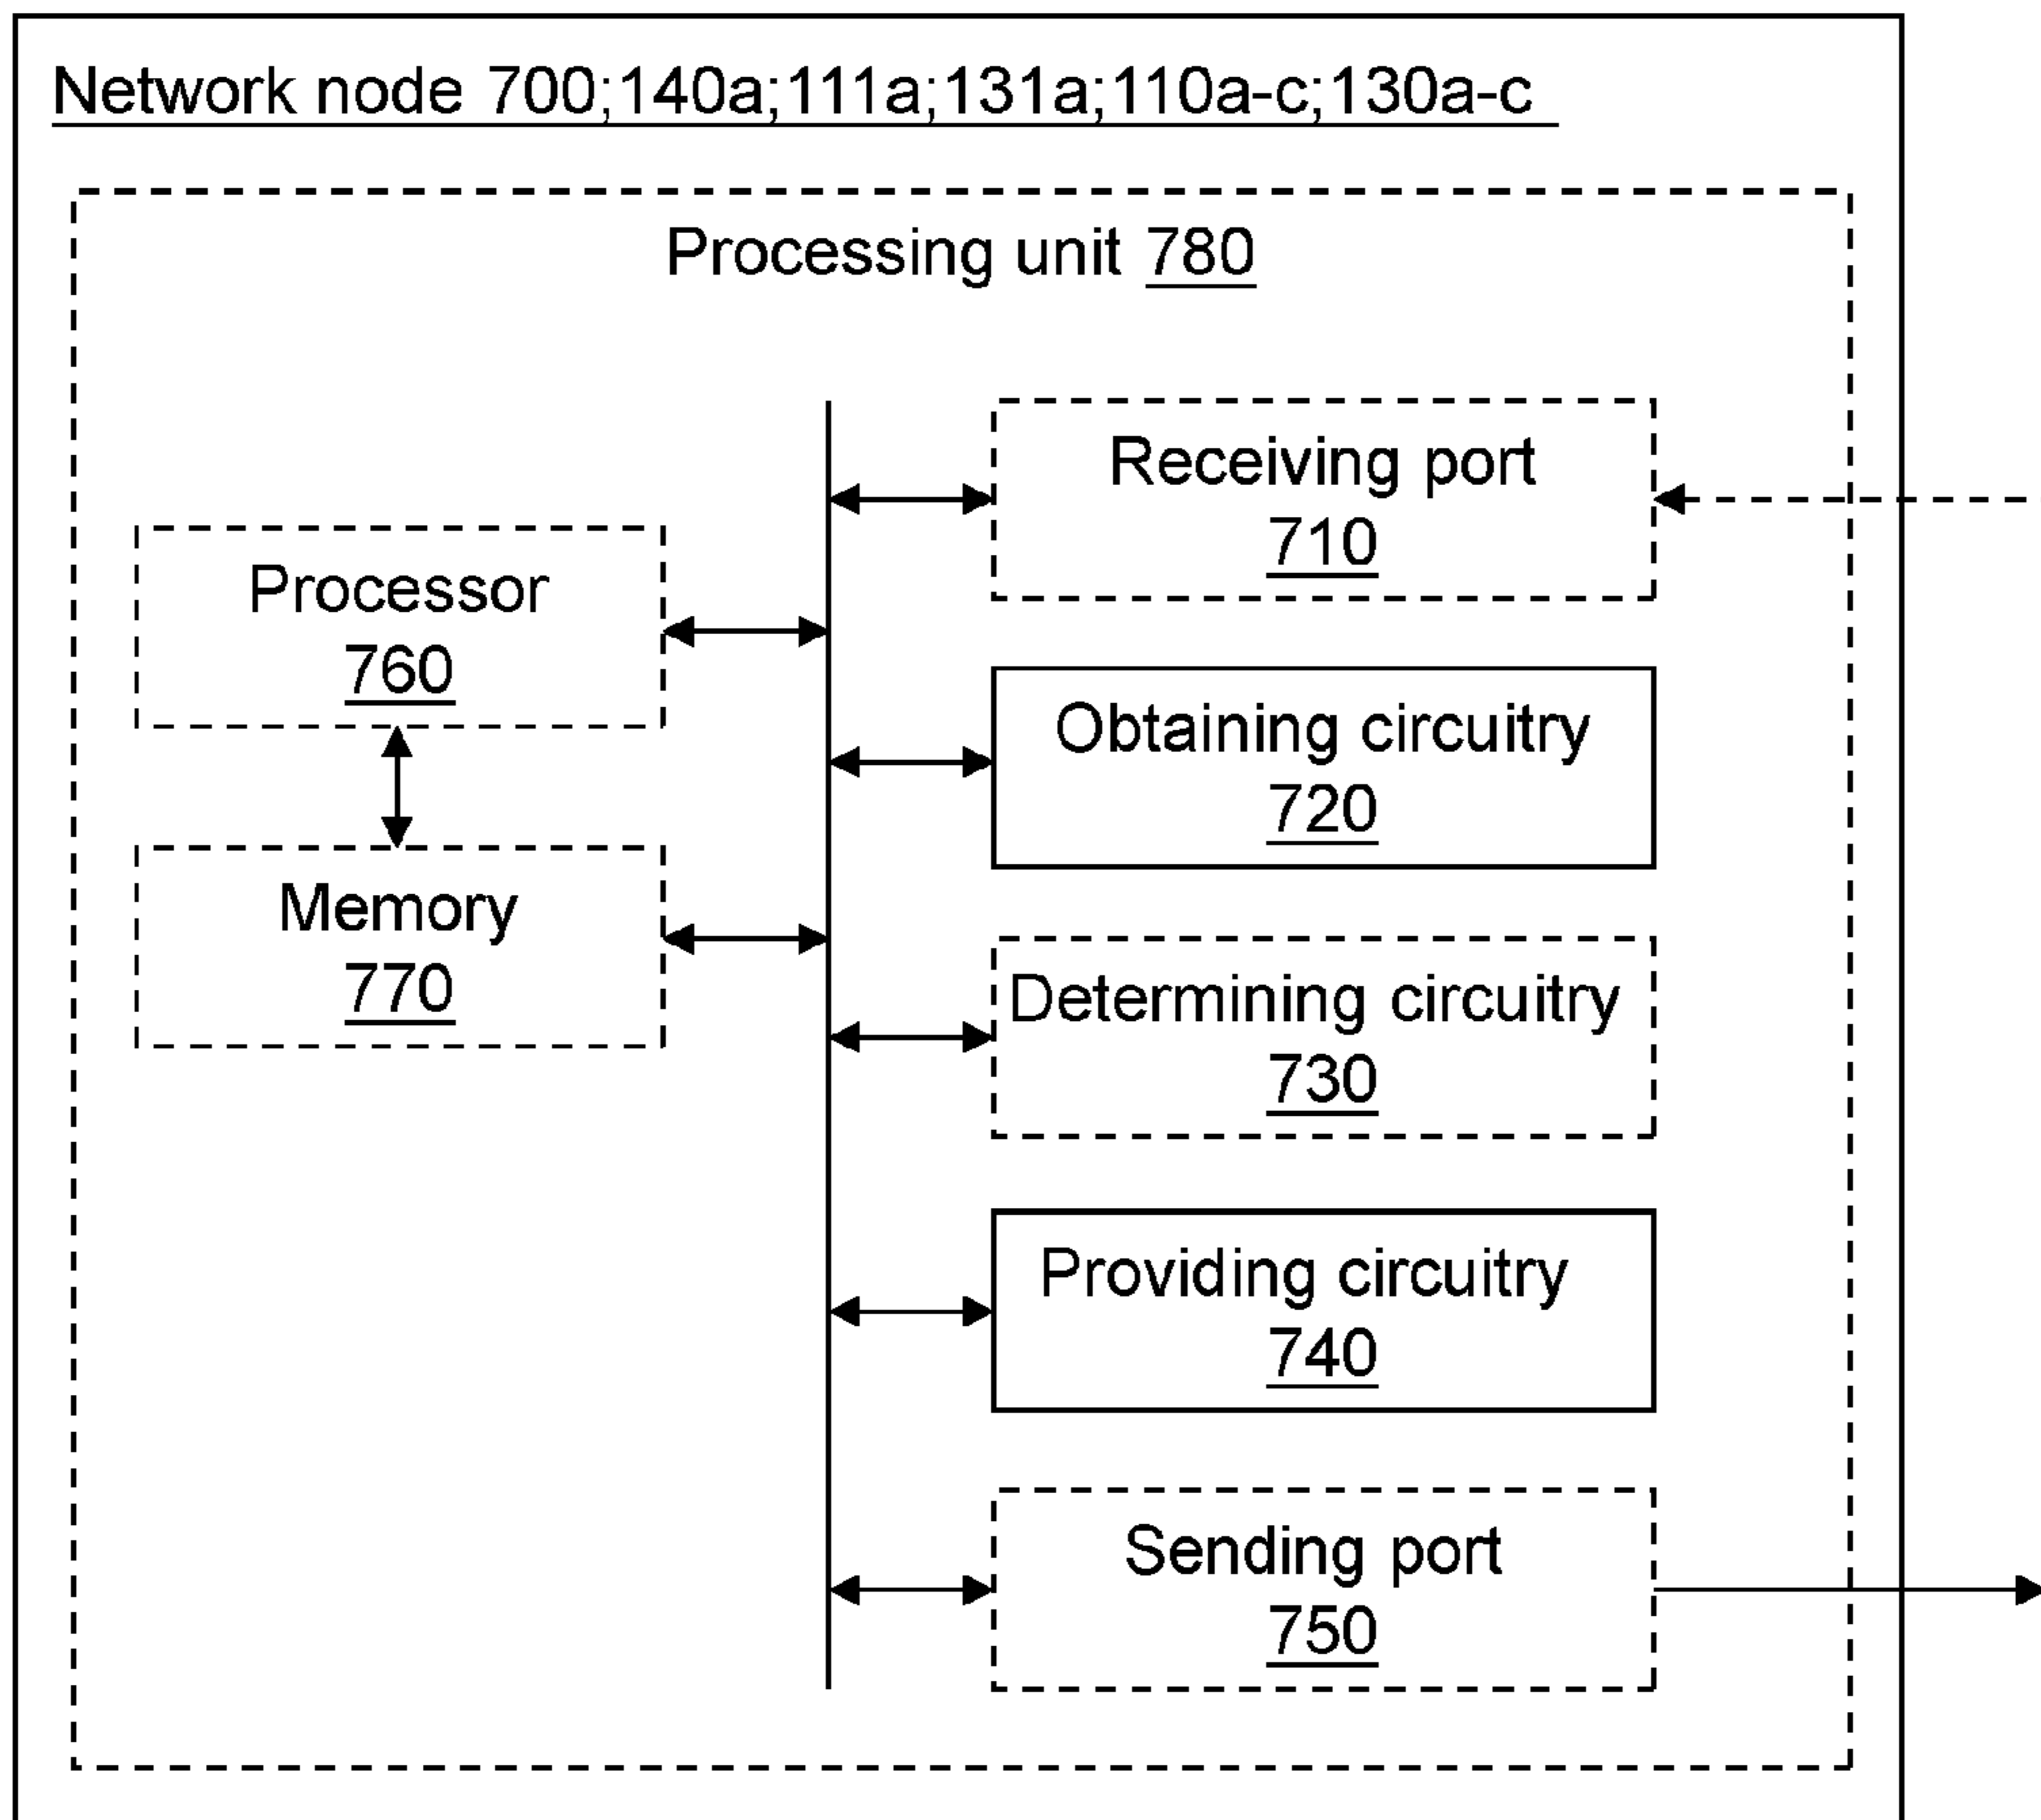 Network node 700;140a;111a;131a;110a-c;130a-c
Processing unit 780
Receiving port
710
Processor
760
Obtaining circuitry
720
Memory
770
Determining circuitry
730
Providing circuitry
740
Sending port
750